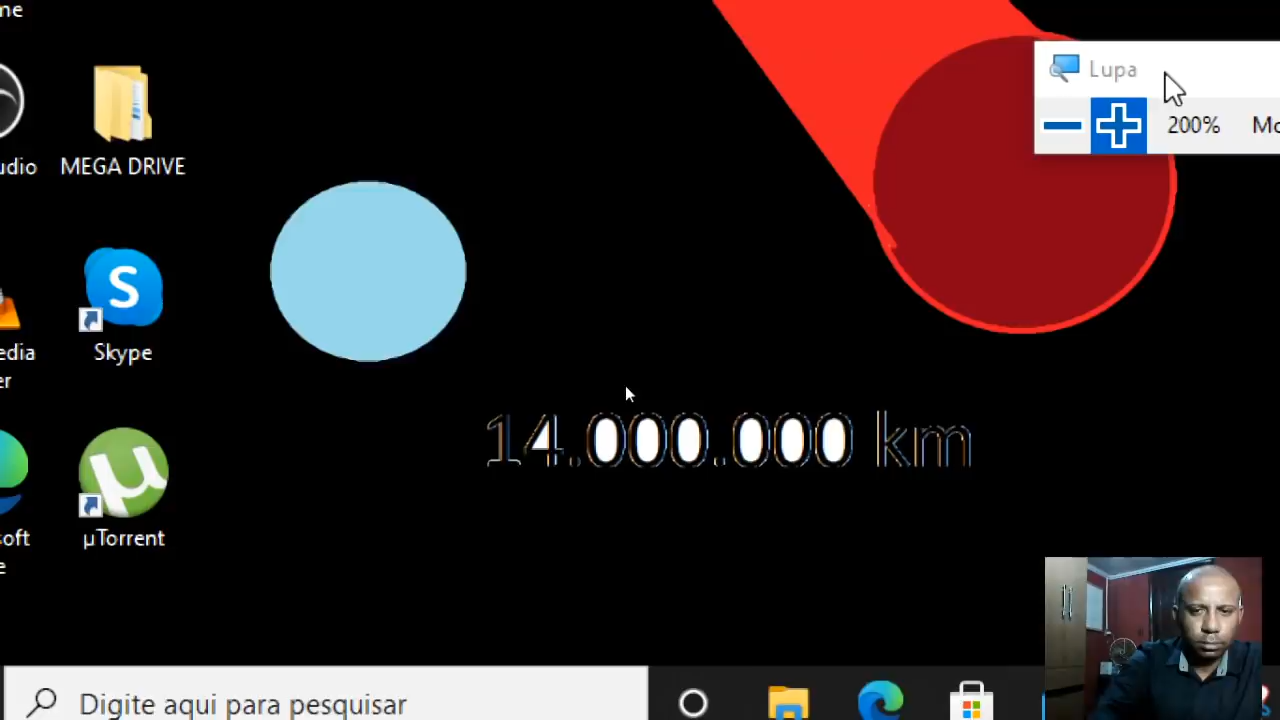 me
Lupa
200%
Mo
udio
MEGA DRIVE
S
edia
er
Skype
14.000.000 km
µ
soft
e
µTorrent
Digite aqui para pesquisar